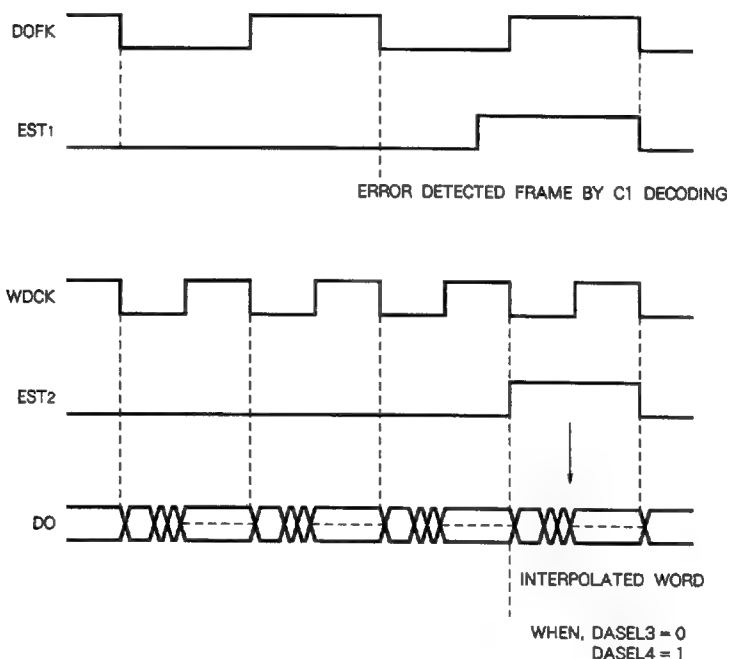 DOFK
EST1
ERROR DETECTED FRAME BY C1 DECODING
WDCK
EST2
DO
INTERPOLATED WORD
WHEN, DASEL3 = 0
DASEL4 = 1